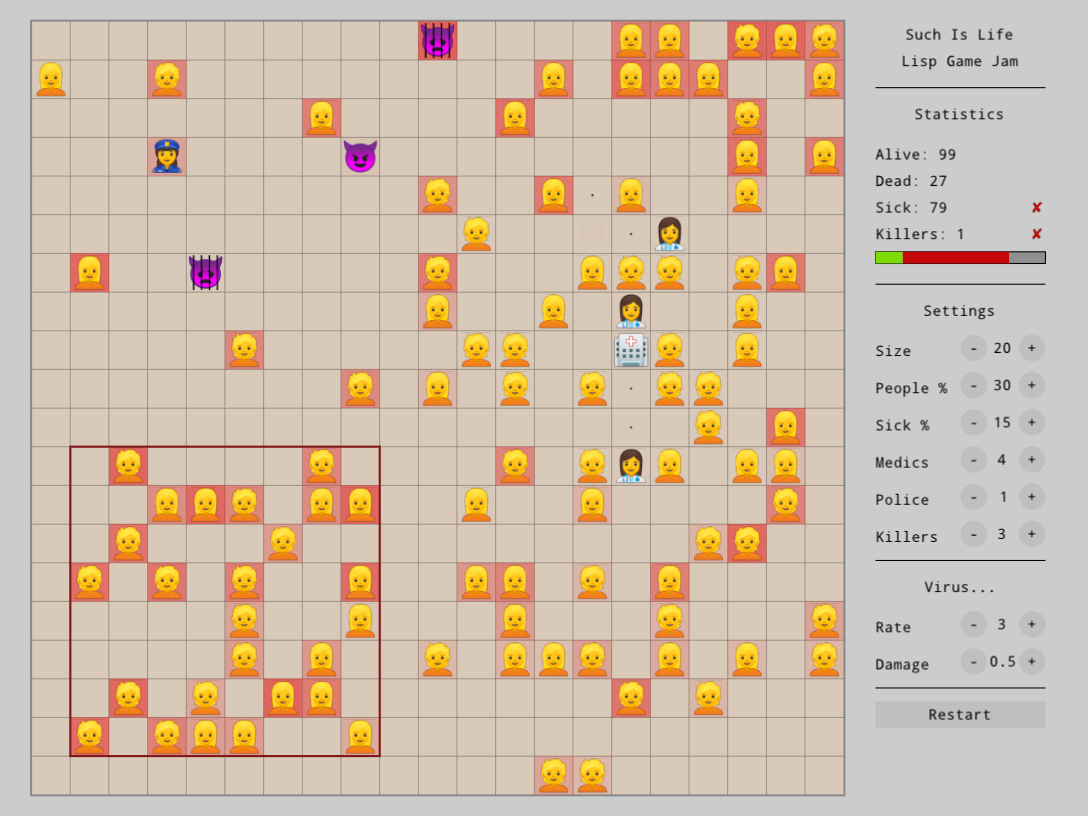 Such Is Life
Lisp Game Jam
Statistics
Alive: 99
Dead: 27
Sick: 79 ✘
Killers: 1 ✘
Settings
Size - 20 +
People % - 30 +
Sick % - 15 +
Medics - 4 +
Police - 1 +
Killers - 3 +
Virus...
Rate - 3 +
Damage - 0.5 +
Restart